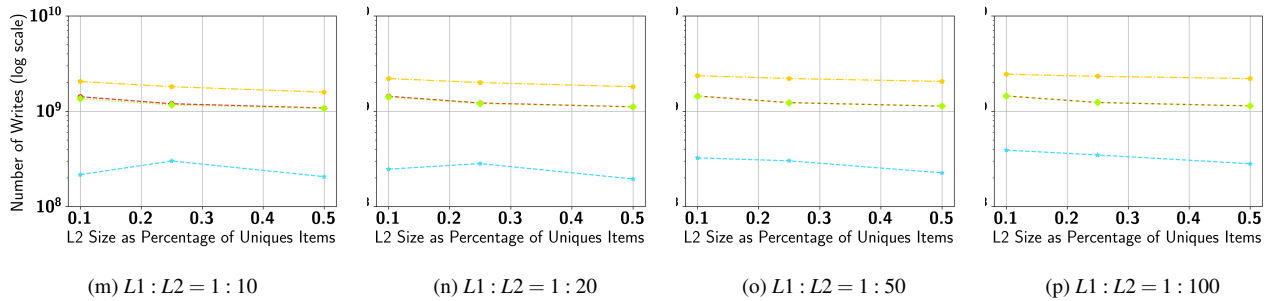 10^10
10^9
10^8
Number of Writes (log scale)
0.1 0.2 0.3 0.4 0.5
L2 Size as Percentage of Uniques Items
(m) L1 : L2 = 1 : 10
0.1 0.2 0.3 0.4 0.5
L2 Size as Percentage of Uniques Items
(n) L1 : L2 = 1 : 20
0.1 0.2 0.3 0.4 0.5
L2 Size as Percentage of Uniques Items
(o) L1 : L2 = 1 : 50
0.1 0.2 0.3 0.4 0.5
L2 Size as Percentage of Uniques Items
(p) L1 : L2 = 1 : 100